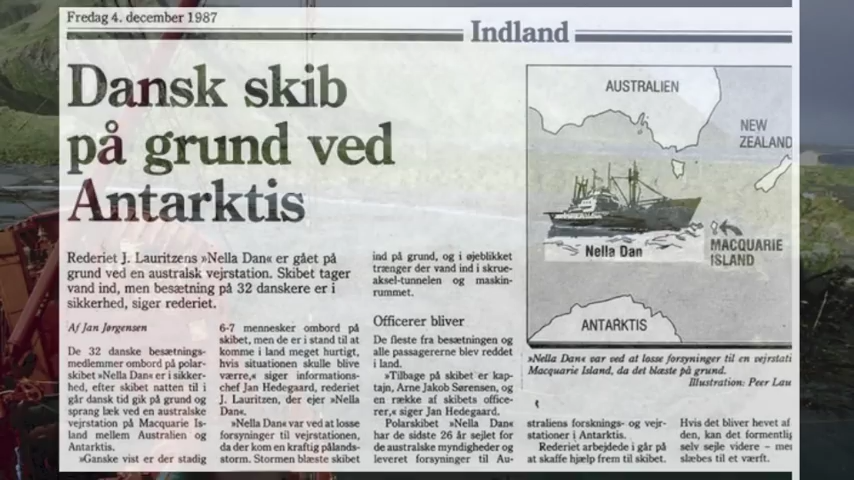 Fredag 4. december 1987
Indland
Dansk skib
på grund ved
Antarktis
Rederiet J. Lauritzens »Nella Dan« er gået på
grund ved en australsk vejrstation. Skibet tager
vand ind, men besætning på 32 danskere er i
sikkerhed, siger rederiet.
Af Jan Jørgensen
De 32 danske besætnings-
medlemmer ombord på polar-
skibet »Nella Dan« er i sikker-
hed, efter skibet natten til i
går dansk tid gik på grund og
sprang læk ved en australske
vejrstation på Macquarie Is-
land mellem Australien og
Antarktis.
»Ganske vist er der stadig
6-7 mennesker ombord på
skibet, men de er i stand til at
komme i land meget hurtigt,
hvis situationen skulle blive
værre,« siger informations-
chef Jan Hedegaard, rederiet
J. Lauritzen, der ejer »Nella
Dan«.
»Nella Dan« var ved at losse
forsyninger til vejrstationen,
da der kom en kraftig pålands-
storm. Stormen blæste skibet
ind på grund, og i øjeblikket
trænger der vand ind i skrue-
aksel-tunnelen og maskin-
rummet.
Officerer bliver
De fleste fra besætningen og
alle passagererne blev reddet
i land.
»Tilbage på skibet er kap-
tajn, Arne Jakob Sørensen, og
en række af skibets office-
rer,« siger Jan Hedegaard.
Polarskibet »Nella Dan«
har de sidste 26 år sejlet for
de australske myndigheder og
leveret forsyninger til Au-
AUSTRALIEN
NEW
ZEALAND
Nella Dan
MACQUARIE
ISLAND
ANTARKTIS
»Nella Dan« var ved at losse forsyninger til en vejrstati
Macquarie Island, da det blæste på grund.
Illustration: Peer Lau
straliens forsknings- og vejr-
stationer i Antarktis.
Rederiet arbejdede i går på
at skaffe hjælp frem til skibet.
Hvis det bliver hevet af
den, kan det formentlig
selv sejle videre – me
slæbes til et værft.